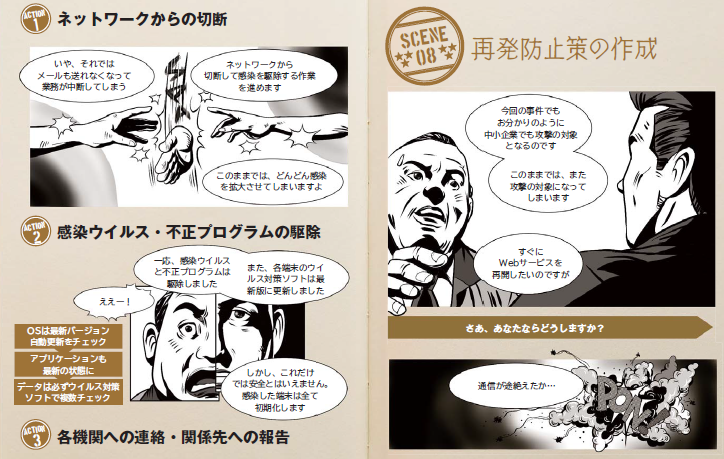 ACTION
1
ネットワークからの切断
いや、それでは
メールも送れなくなって
業務が中断してしまう
ネットワークから
切断して感染を駆除する作業
を進めます
このままでは、どんどん感染
を拡大させてしまいますよ
ACTION
2
感染ウイルス・不正プログラムの駆除
一応、感染ウイルス
と不正プログラムは
駆除しました
また、各端末のウイ
ルス対策ソフトは最
新版に更新しました
ええー！
OSは最新バージョン
自動更新をチェック
アプリケーションも
最新の状態に
データは必ずウイルス対策
ソフトで複数チェック
しかし、これだけ
では安全とはいえません。
感染した端末は全て
初期化します
ACTION
3
各機関への連絡・関係先への報告
SCENE
08
再発防止策の作成
今回の事件でも
お分かりのように
中小企業でも攻撃の対象
となるのです
このままでは、また
攻撃の対象になって
しまいます
すぐに
Webサービスを
再開したいのですが
さあ、あなたならどうしますか？
通信が途絶えたか…
POW